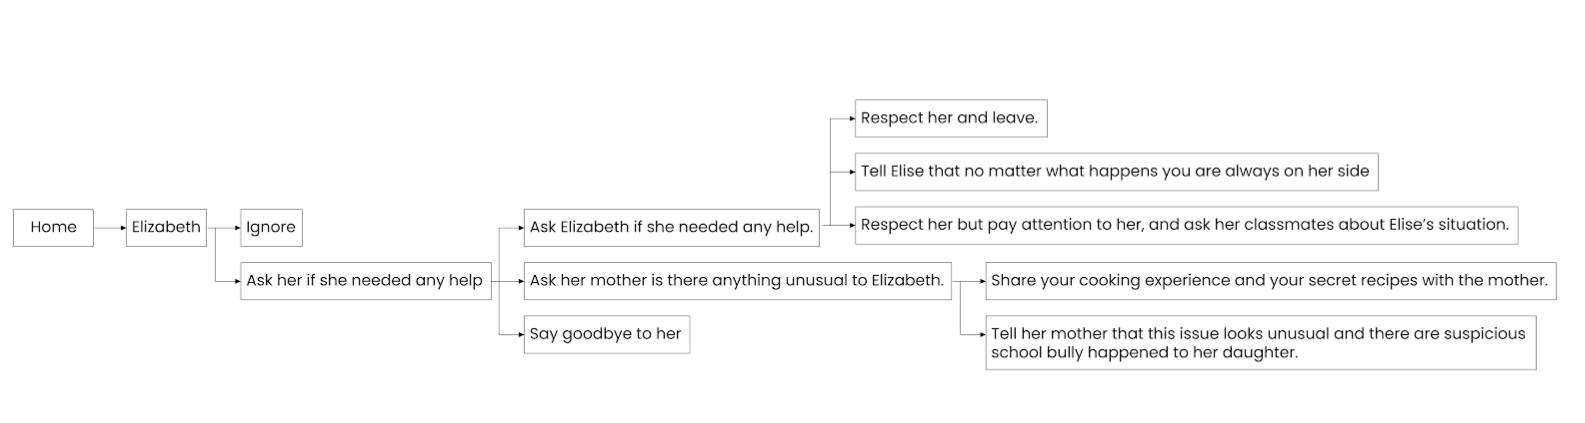 Respect her and leave.
Tell Elise that no matter what happens you are always on her side
Home
Elizabeth
Ignore
Ask Elizabeth if she needed any help.
Respect her but pay attention to her, and ask her classmates about Elise's situation.
Ask her if she needed any help
Ask her mother is there anything unusual to Elizabeth.
Share your cooking experience and your secret recipes with the mother.
Say goodbye to her
Tell her mother that this issue looks unusual and there are suspicious
school bully happened to her daughter.